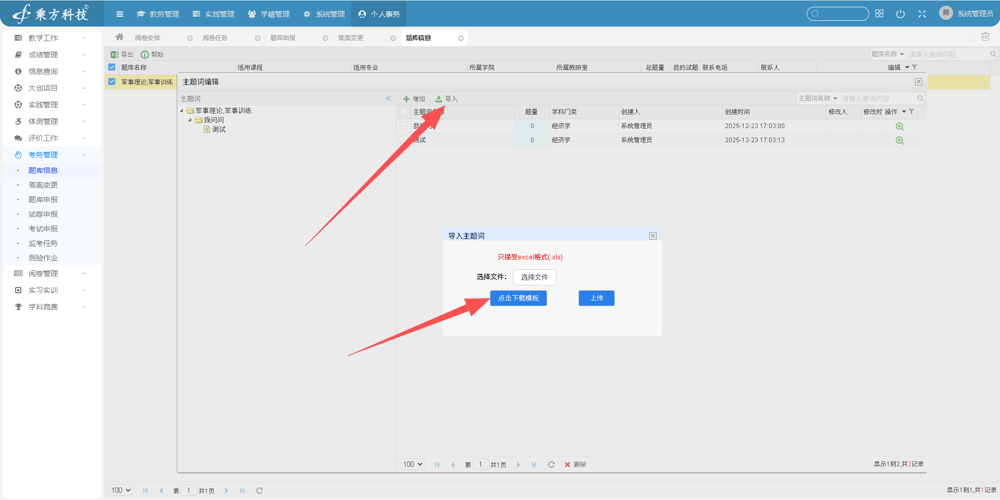 乘方科技
教务管理
实践管理
学籍管理
系统管理
个人事务
师
系统管理员
教学工作
成绩管理
信息查询
大创项目
实践管理
体测管理
评价工作
考务管理
题库信息
答案变更
题库申报
试卷申报
考试申报
监考任务
测验作业
阅卷管理
实习实训
学科竞赛
阅卷安排
阅卷任务
题库申报
答案变更
题库信息
导出
帮助
题库名称
请输入查询内容
题库名称 适用课程 适用专业 所属学院 所属教研室 总题量 我的试题 联系电话 联系人 编辑
军事理论,军事训练
主题词编辑
主题词
军事理论,军事训练
我问问
测试
增加
导入
主题词名称
请输入查询内容
题量 学科门类 创建人 创建时间 修改人 修改时 操作
0 经济学 系统管理员 2025-12-23 17:03:00
测试 0 经济学 系统管理员 2025-12-23 17:03:13
导入主题词
只接受excel格式(.xls)
选择文件：
选择文件
点击下载模板
上传
100
第 1 共1页
删除
显示1到2,共2记录
100
第 1 共1页
显示1到1,共1记录